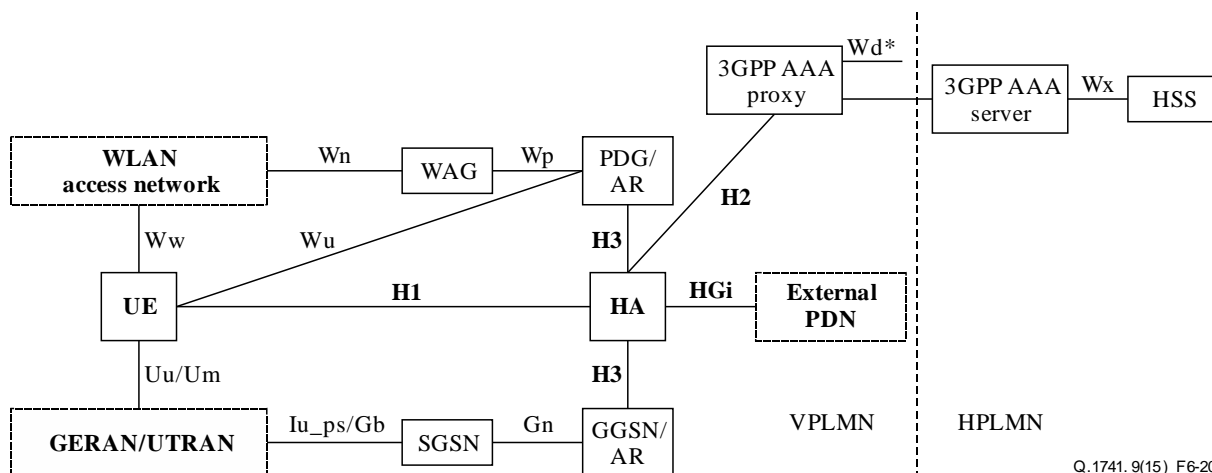 Wd*
3GPP AAA
proxy
3GPP AAA
server
Wx
HSS
WLAN
access network
Wn
WAG
Wp
PDG/
AR
H2
Ww
Wu
H3
UE
H1
HA
HGi
External
PDN
Uu/Um
H3
GERAN/UTRAN
Iu_ps/Gb
SGSN
Gn
GGSN/
AR
VPLMN
HPLMN
Q.1741.9(15)_F6-20